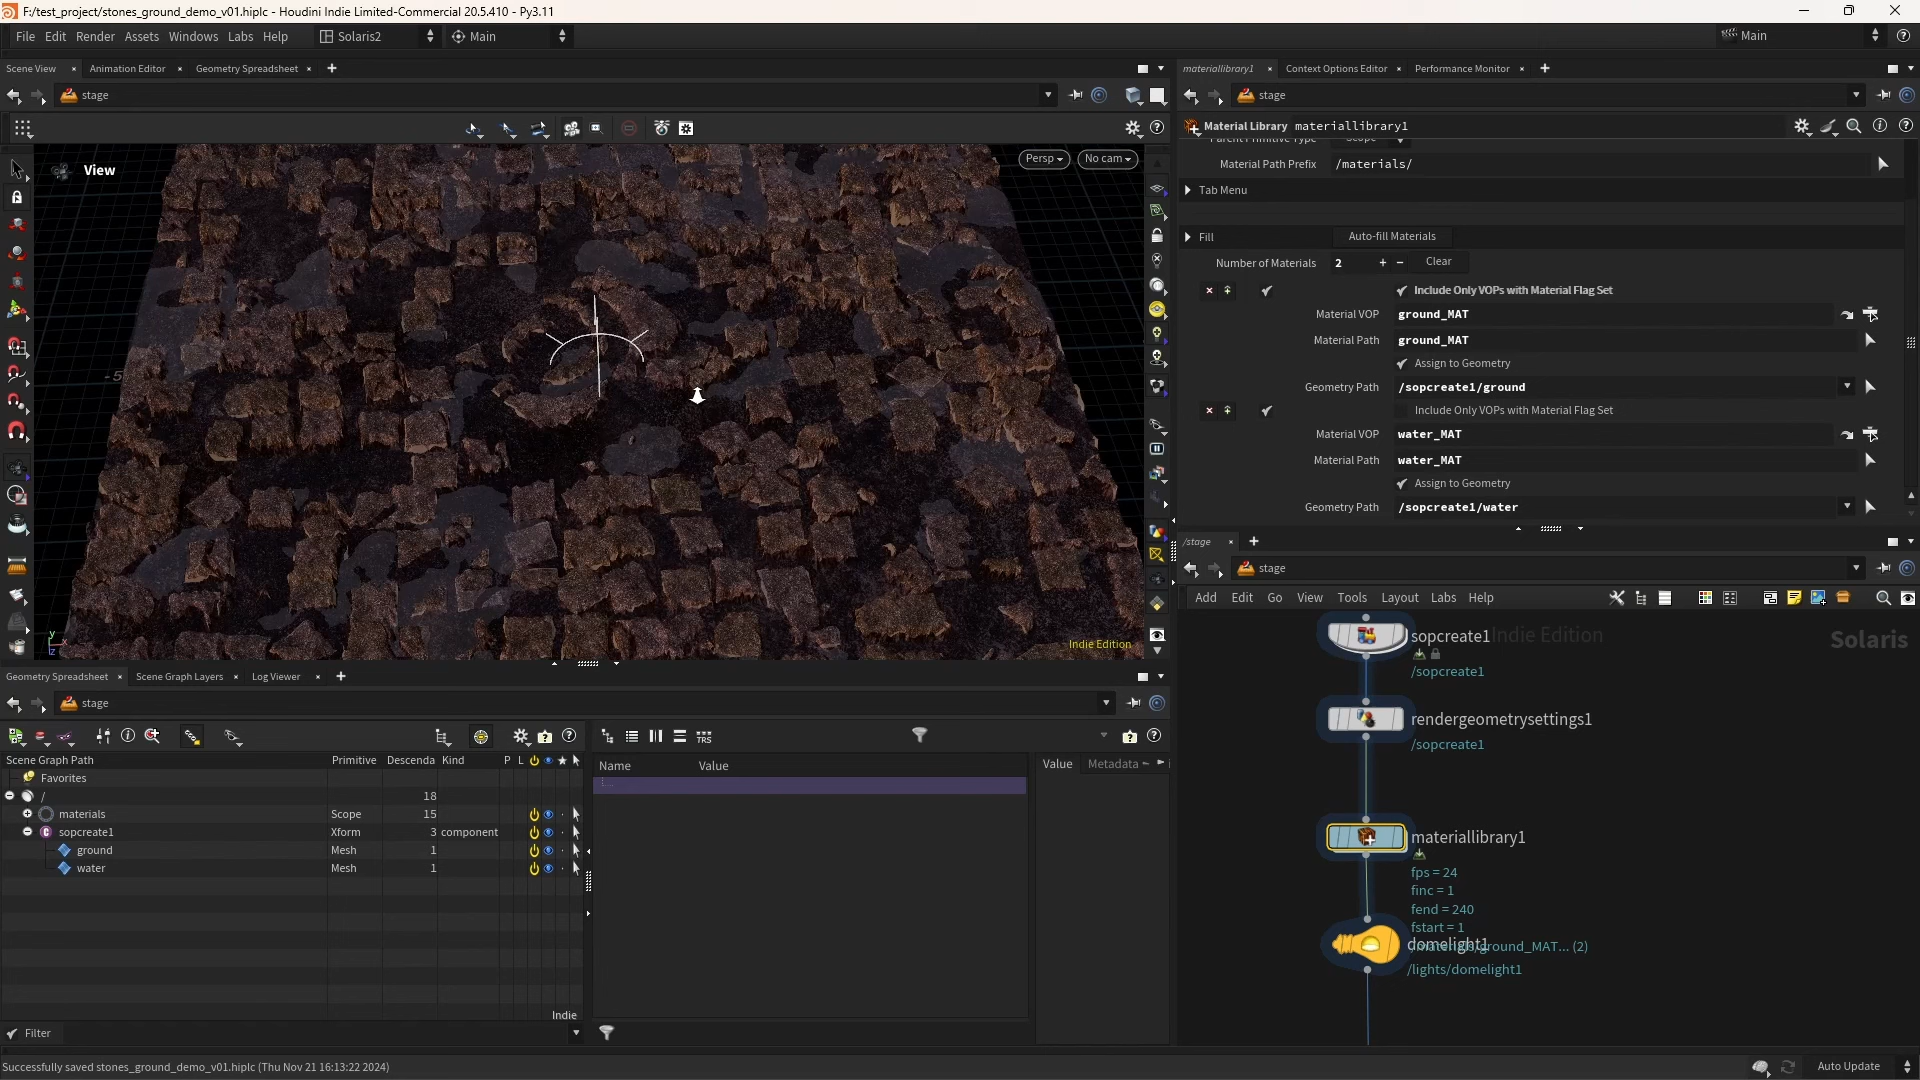 F:/test_project/stones_ground_demo_v01.hiplc - Houdini Indie Limited-Commercial 20.5.410 - Py3.11
File Edit Render Assets Windows Labs Help Solaris2 Main Main
Scene View Animation Editor Geometry Spreadsheet
stage
View
Persp No cam
-5
Indie Edition
Geometry Spreadsheet Scene Graph Layers Log Viewer
stage
Scene Graph Path Primitive Descenda Kind P L
Favorites
/ 18
materials Scope 15
sopcreate1 Xform 3 component
ground Mesh 1
water Mesh 1
Indie
Filter
Name Value
Value Metadata
materiallibrary1 Context Options Editor Performance Monitor
stage
Material Library materiallibrary1
Material Path Prefix /materials/
Tab Menu
Fill Auto-fill Materials
Number of Materials 2 + − Clear
Include Only VOPs with Material Flag Set
Material VOP ground_MAT
Material Path ground_MAT
Assign to Geometry
Geometry Path /sopcreate1/ground
Include Only VOPs with Material Flag Set
Material VOP water_MAT
Material Path water_MAT
Assign to Geometry
Geometry Path /sopcreate1/water
/stage
stage
Add Edit Go View Tools Layout Labs Help
Indie Edition
Solaris
sopcreate1
/sopcreate1
rendergeometrysettings1
/sopcreate1
materiallibrary1
fps = 24
finc = 1
fend = 240
fstart = 1
/materials/ground_MAT... (2)
domelight1
/lights/domelight1
Successfully saved stones_ground_demo_v01.hiplc (Thu Nov 21 16:13:22 2024)
Auto Update